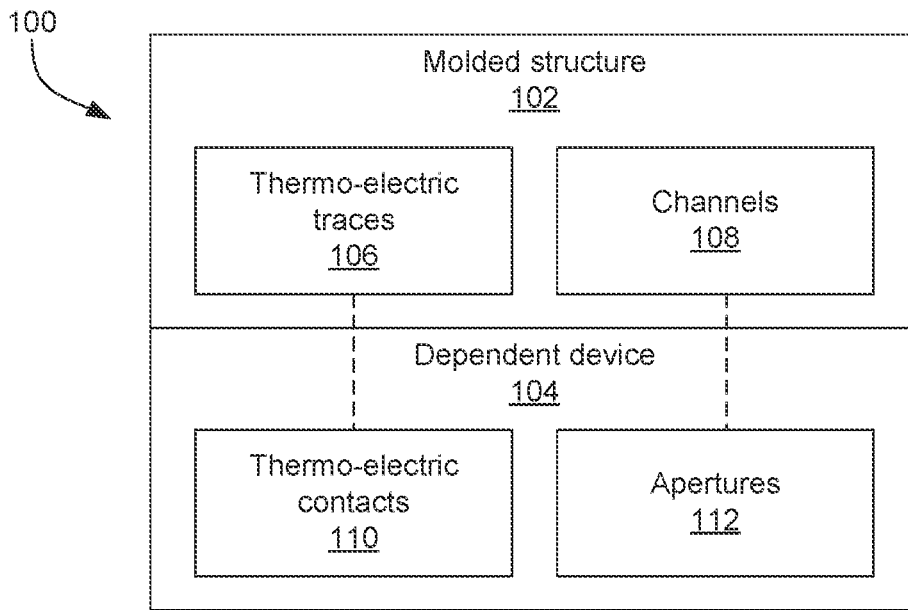 100
Molded structure
102
Thermo-electric
traces
106
Channels
108
Dependent device
104
Thermo-electric
contacts
110
Apertures
112